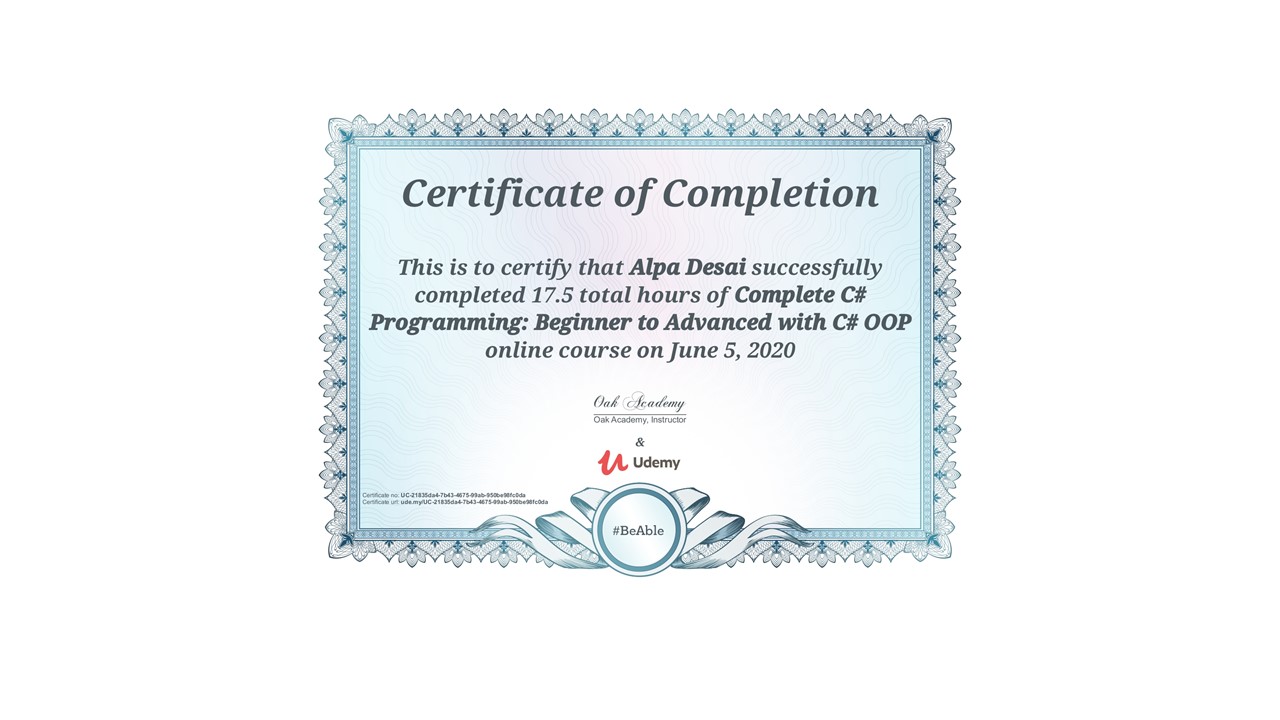 Certificate of Completion
This is to certify that Alpa Desai successfully
completed 17.5 total hours of Complete C#
Programming: Beginner to Advanced with C# OOP
online course on June 5, 2020
Oak Academy
Oak Academy, Instructor
&
Udemy
Certificate no: UC-21835da4-7b43-4675-99ab-950be98fc0da
Certificate url: ude.my/UC-21835da4-7b43-4675-99ab-950be98fc0da
#BeAble